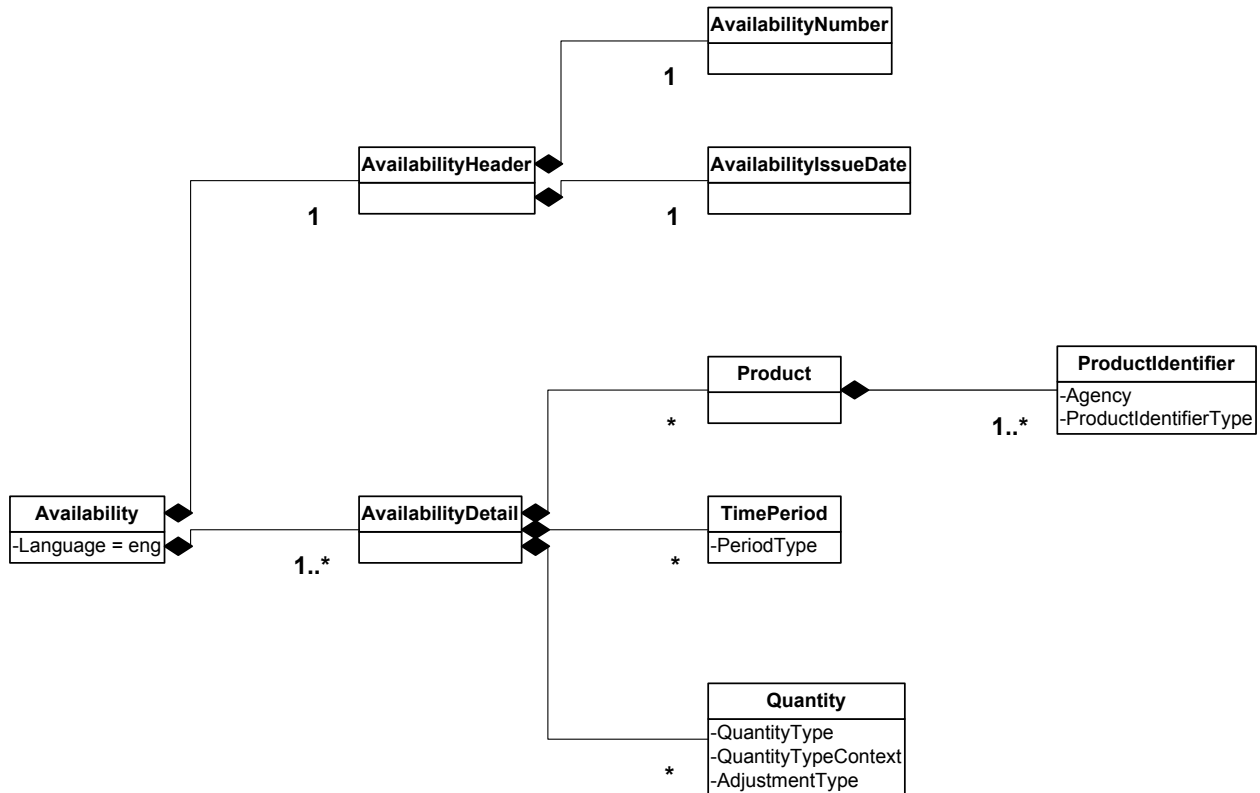 AvailabilityNumber
1
AvailabilityHeader
1
AvailabilityIssueDate
1
Product
*
ProductIdentifier
-Agency
-ProductIdentifierType
1..*
Availability
-Language = eng
AvailabilityDetail
1..*
TimePeriod
-PeriodType
*
Quantity
-QuantityType
-QuantityTypeContext
-AdjustmentType
*